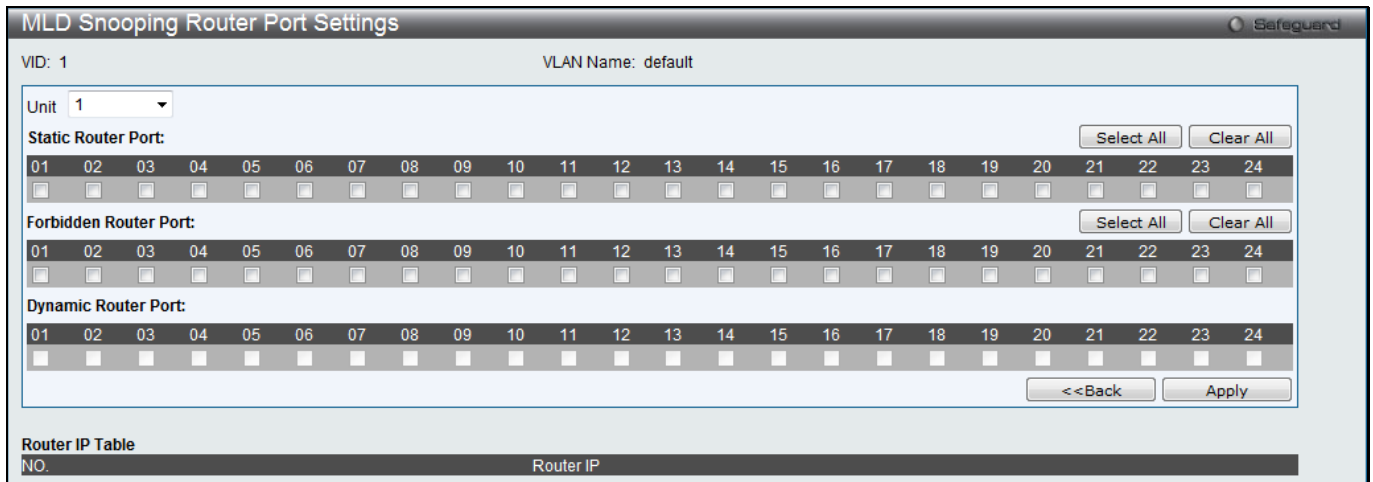 MLD Snooping Router Port Settings Safeguard
VID: 1 VLAN Name: default
Unit 1
Static Router Port: Select All Clear All
01 02 03 04 05 06 07 08 09 10 11 12 13 14 15 16 17 18 19 20 21 22 23 24
Forbidden Router Port: Select All Clear All
01 02 03 04 05 06 07 08 09 10 11 12 13 14 15 16 17 18 19 20 21 22 23 24
Dynamic Router Port:
01 02 03 04 05 06 07 08 09 10 11 12 13 14 15 16 17 18 19 20 21 22 23 24
<<Back Apply
Router IP Table
NO. Router IP